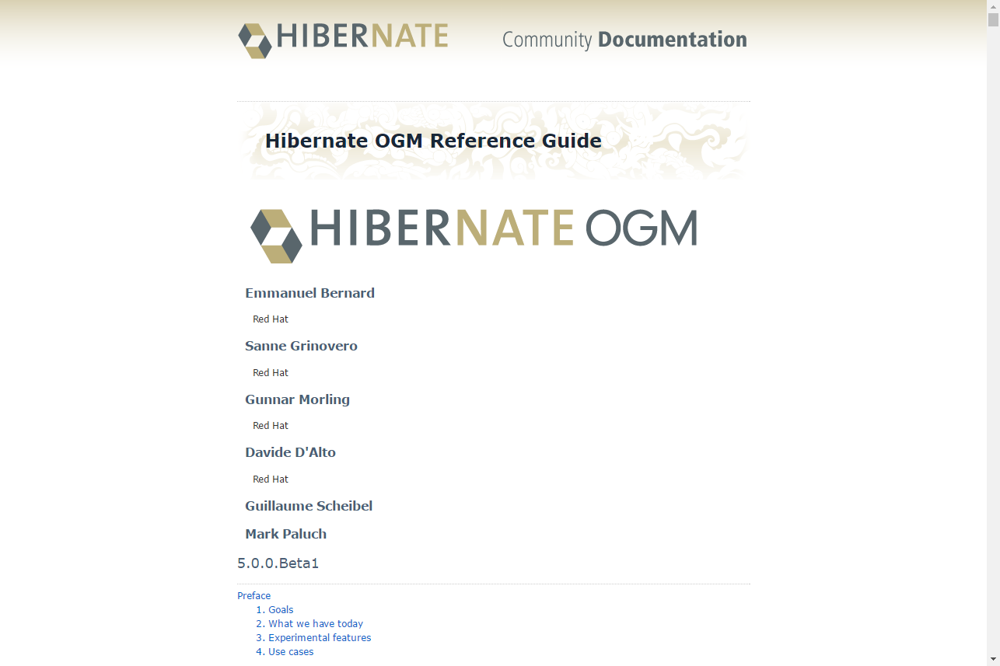 HIBERNATE Community Documentation
Hibernate OGM Reference Guide
HIBERNATE OGM
Emmanuel Bernard
Red Hat
Sanne Grinovero
Red Hat
Gunnar Morling
Red Hat
Davide D'Alto
Red Hat
Guillaume Scheibel
Mark Paluch
5.0.0.Beta1
Preface
1. Goals
2. What we have today
3. Experimental features
4. Use cases